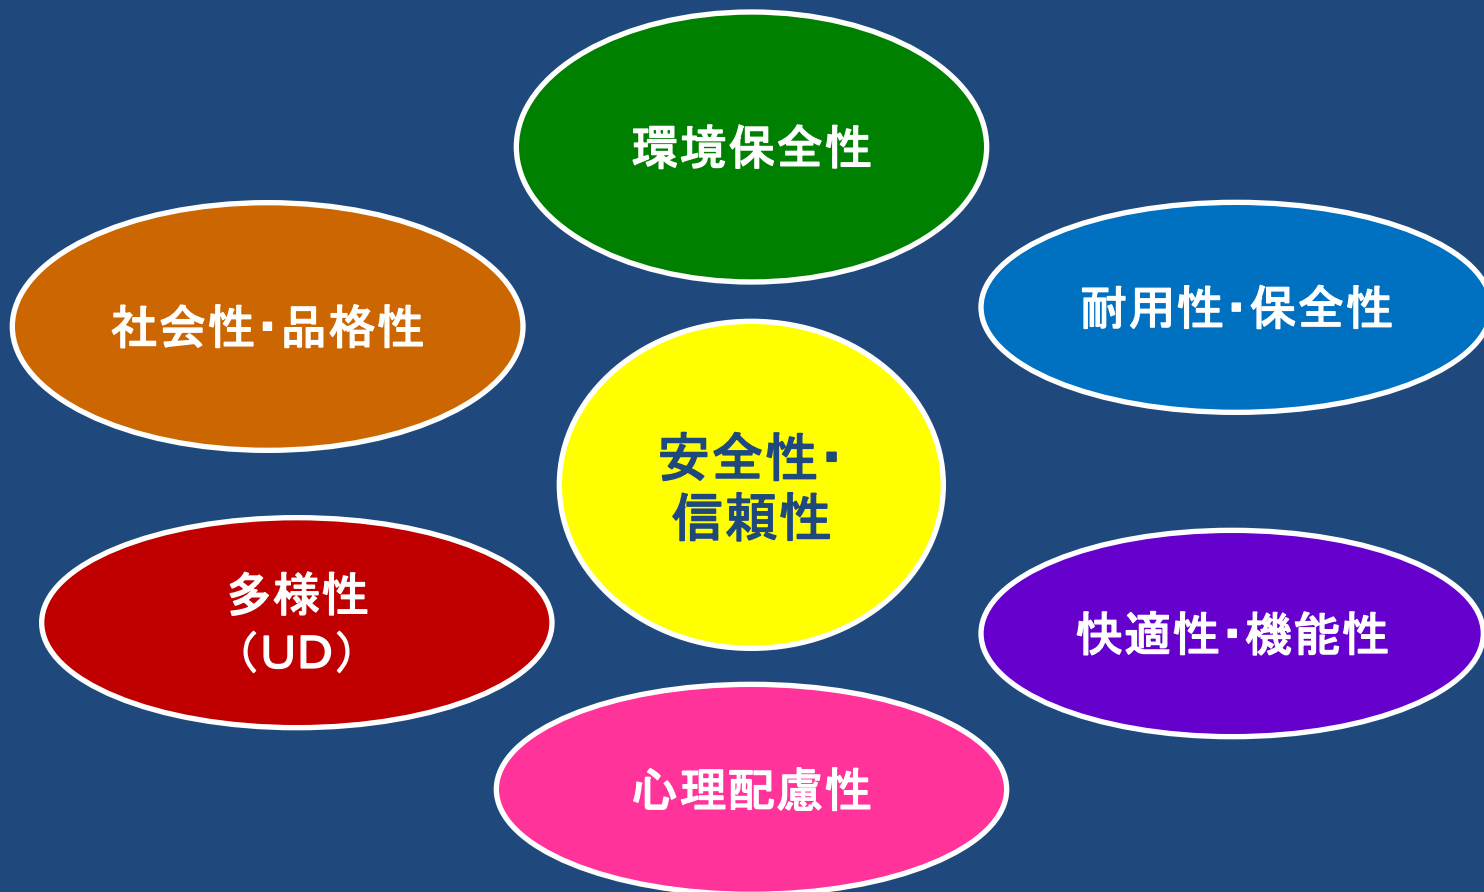 環境保全性
社会性・品格性
耐用性・保全性
安全性・
信頼性
多様性
（UD）
快適性・機能性
心理配慮性